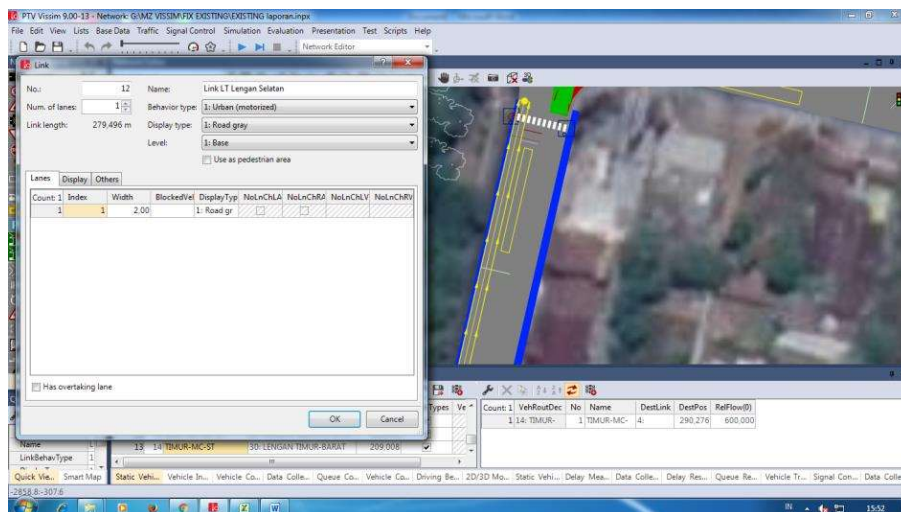 PTV Vissim 9.00-13 - Network: G:\MZ VISSIM\FIX EXISTING\EXISTING laporan.inpx
File Edit View Lists Base Data Traffic Signal Control Simulation Evaluation Presentation Test Scripts Help
Network Editor
Link
No.: 12 Name: Link LT Lengan Selatan
Num. of lanes: 1 Behavior type: 1: Urban (motorized)
Link length: 279,496 m Display type: 1: Road gray
Level: 1: Base
Use as pedestrian area
Lanes Display Others
Count: 1 Index Width BlockedVel DisplayTyp NoLnChLA NoLnChRA NoLnChLV NoLnChRV
1 1 2,00 1: Road gr
Has overtaking lane
OK Cancel
Types Ve
Count: 1 VehRoutDec No Name DestLink DestPos RelFlow(0)
1 14: TIMUR- 1 TIMUR-MC- 4: 290,276 600,000
Name 1
13 14 TIMUR-MC-ST 30: LENGAN TIMUR-BARAT 209,008
LinkBehavType 1
Quick Vie... Smart Map Static Vehi... Vehicle In... Vehicle Co... Data Colle... Queue Co... Vehicle Co... Driving Be... 2D/3D Mo... Static Vehi... Delay Mea... Data Colle... Delay Res... Queue Re... Vehicle Tr... Signal Con... Data Colle
-2858.8:-307.6
IN 15:52